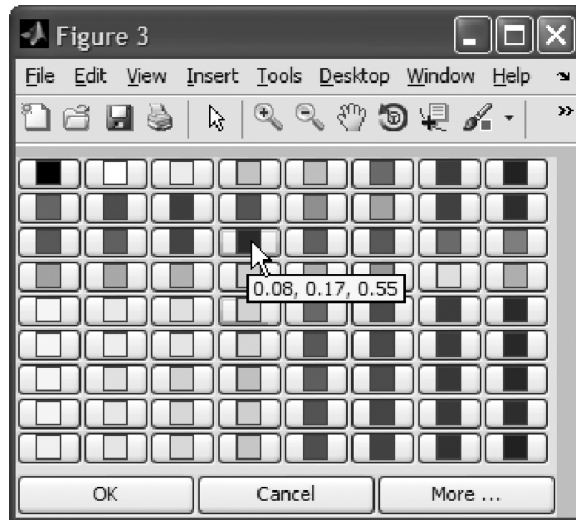 Figure 3
File Edit View Insert Tools Desktop Window Help
0.08, 0.17, 0.55
OK Cancel More ...